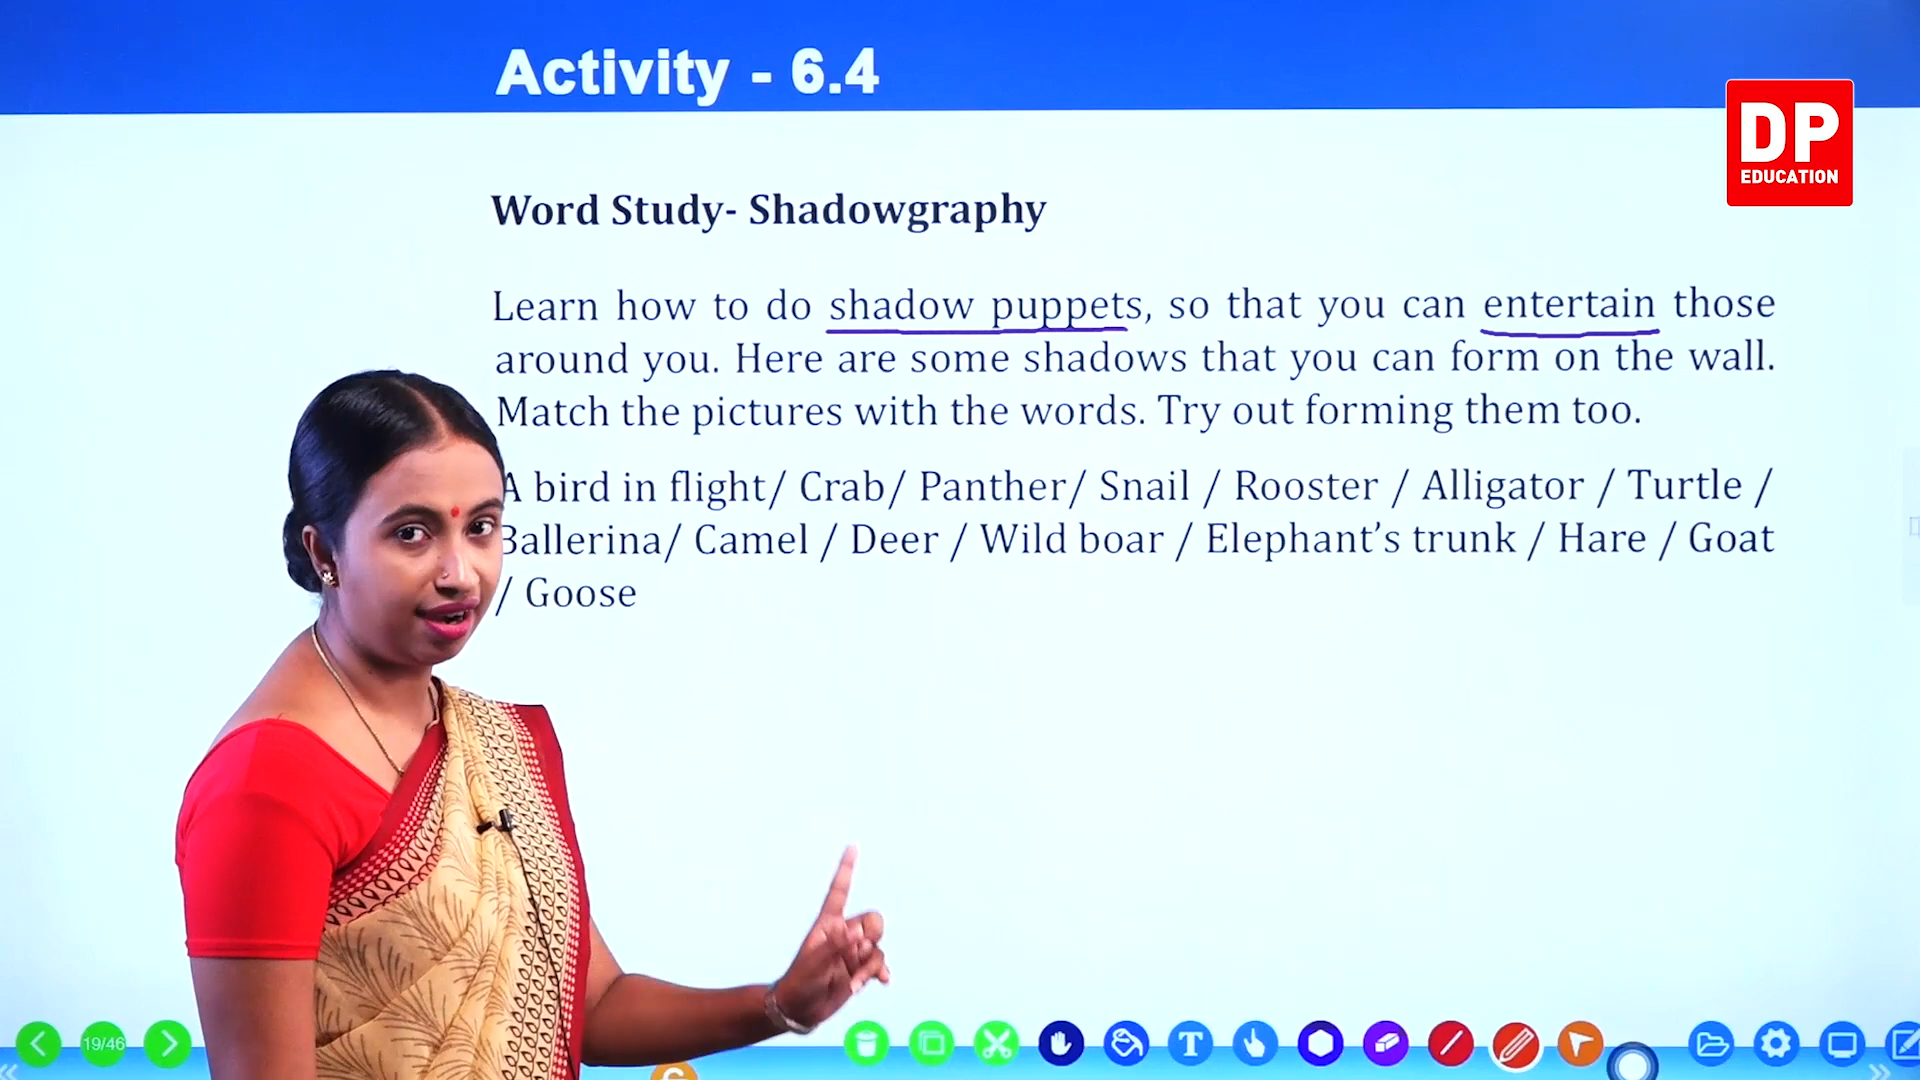 Activity - 6.4
DP
EDUCATION
Word Study- Shadowgraphy
Learn how to do shadow puppets, so that you can entertain those
around you. Here are some shadows that you can form on the wall.
Match the pictures with the words. Try out forming them too.
A bird in flight/ Crab/ Panther/ Snail / Rooster / Alligator / Turtle /
Ballerina/ Camel / Deer / Wild boar / Elephant’s trunk / Hare / Goat
/ Goose
19/46
T